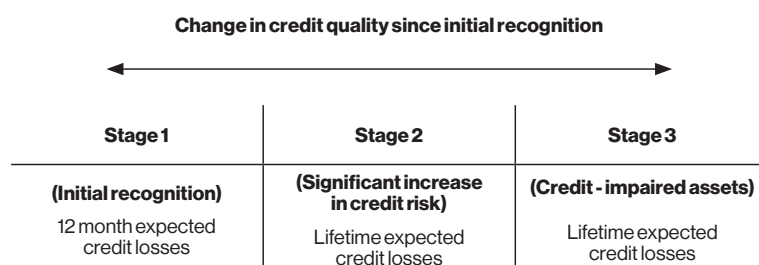 Change in credit quality since initial recognition
Stage 1
Stage 2
Stage 3
(Initial recognition)
12 month expected
credit losses
(Significant increase
in credit risk)
Lifetime expected
credit losses
(Credit - impaired assets)
Lifetime expected
credit losses